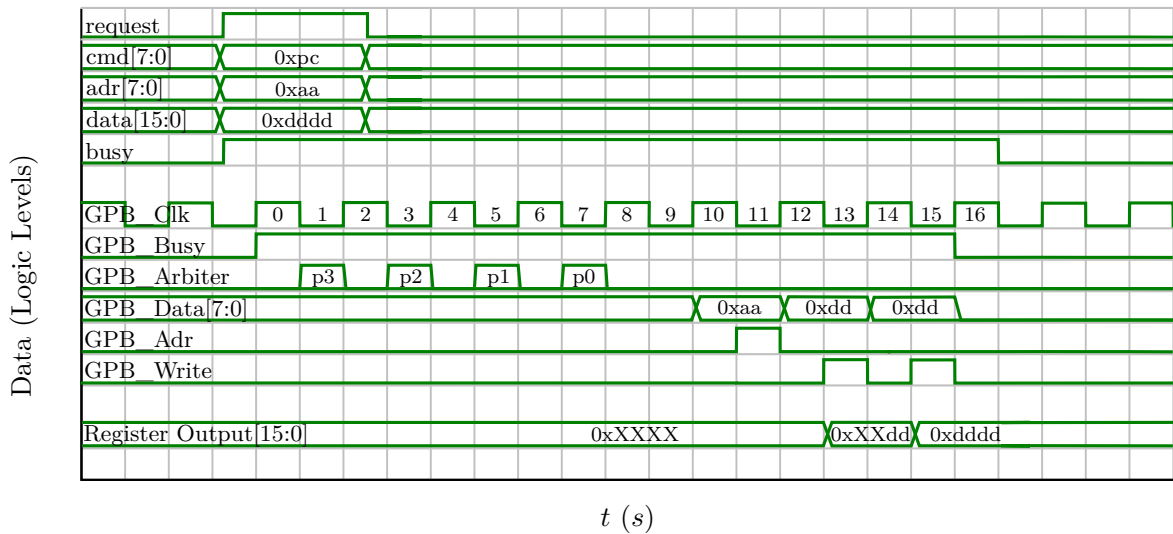 Data (Logic Levels)
request
cmd[7:0] 0xpc
adr[7:0] 0xaa
data[15:0] 0xdddd
busy
GPB_Clk 0 1 2 3 4 5 6 7 8 9 10 11 12 13 14 15 16
GPB_Busy
GPB_Arbiter p3 p2 p1 p0
GPB_Data[7:0] 0xaa 0xdd 0xdd
GPB_Adr
GPB_Write
Register Output[15:0] 0xXXXX 0xXXdd 0xdddd
t (s)